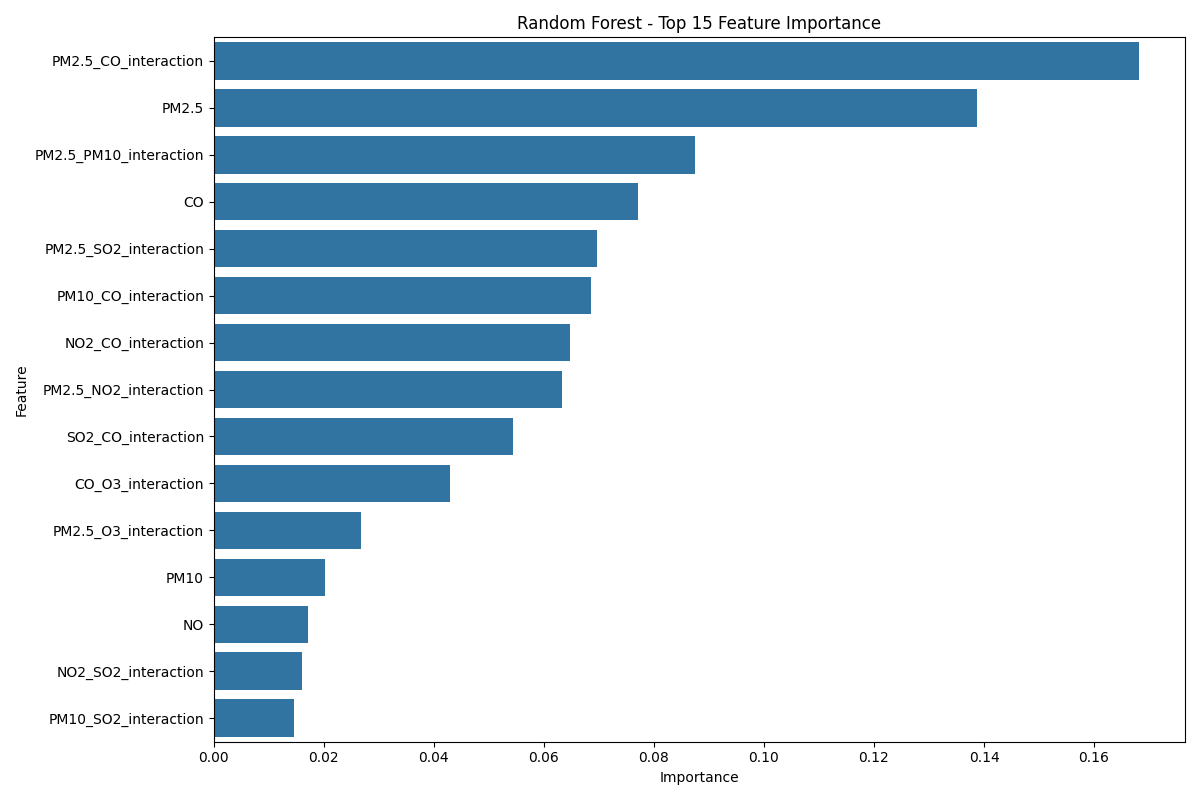 Random Forest - Top 15 Feature Importance
PM2.5_CO_interaction
PM2.5
PM2.5_PM10_interaction
CO
PM2.5_SO2_interaction
PM10_CO_interaction
NO2_CO_interaction
PM2.5_NO2_interaction
SO2_CO_interaction
CO_O3_interaction
PM2.5_O3_interaction
PM10
NO
NO2_SO2_interaction
PM10_SO2_interaction
Feature
0.00 0.02 0.04 0.06 0.08 0.10 0.12 0.14 0.16
Importance